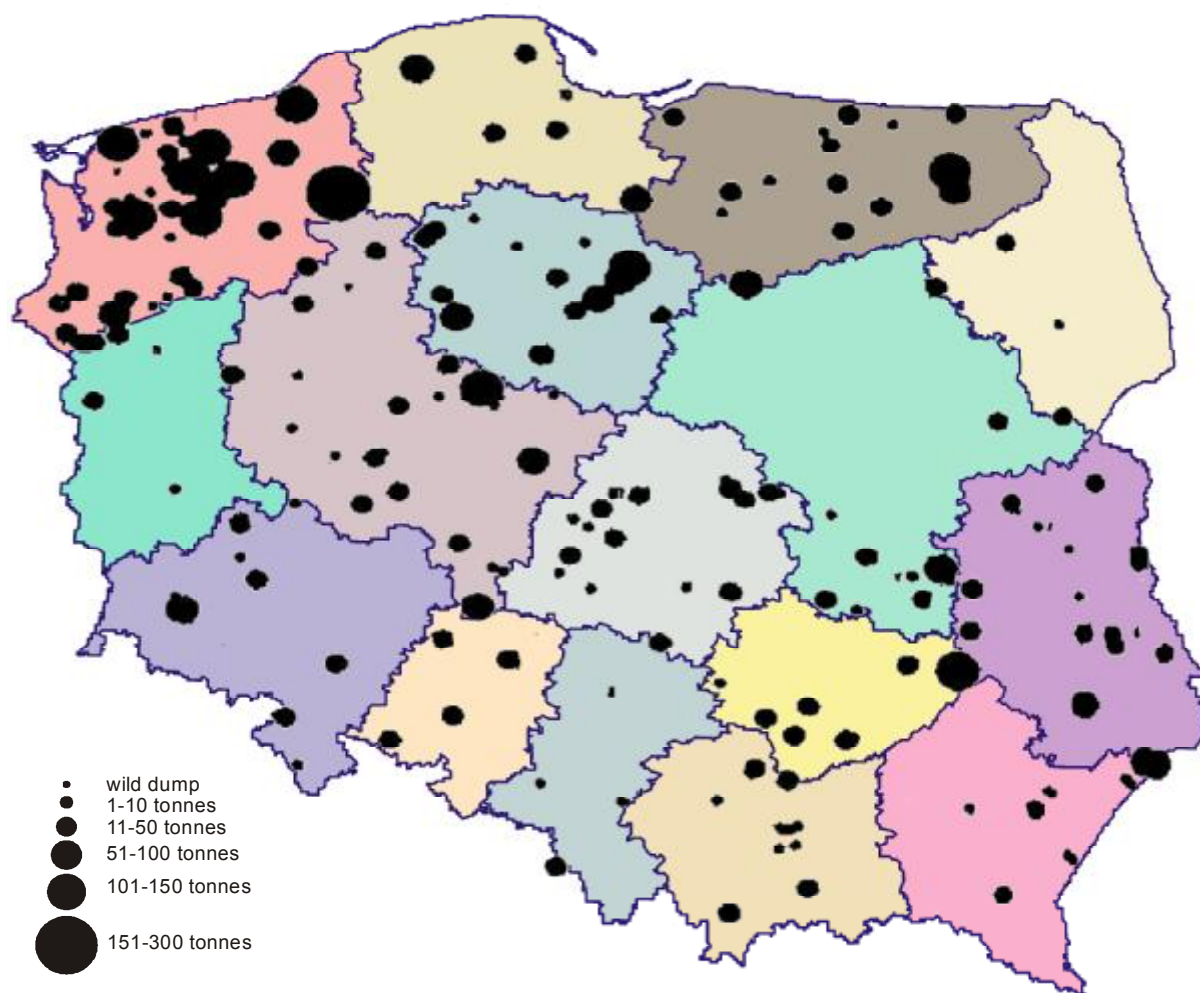 wild dump
1-10 tonnes
11-50 tonnes
51-100 tonnes
101-150 tonnes
151-300 tonnes